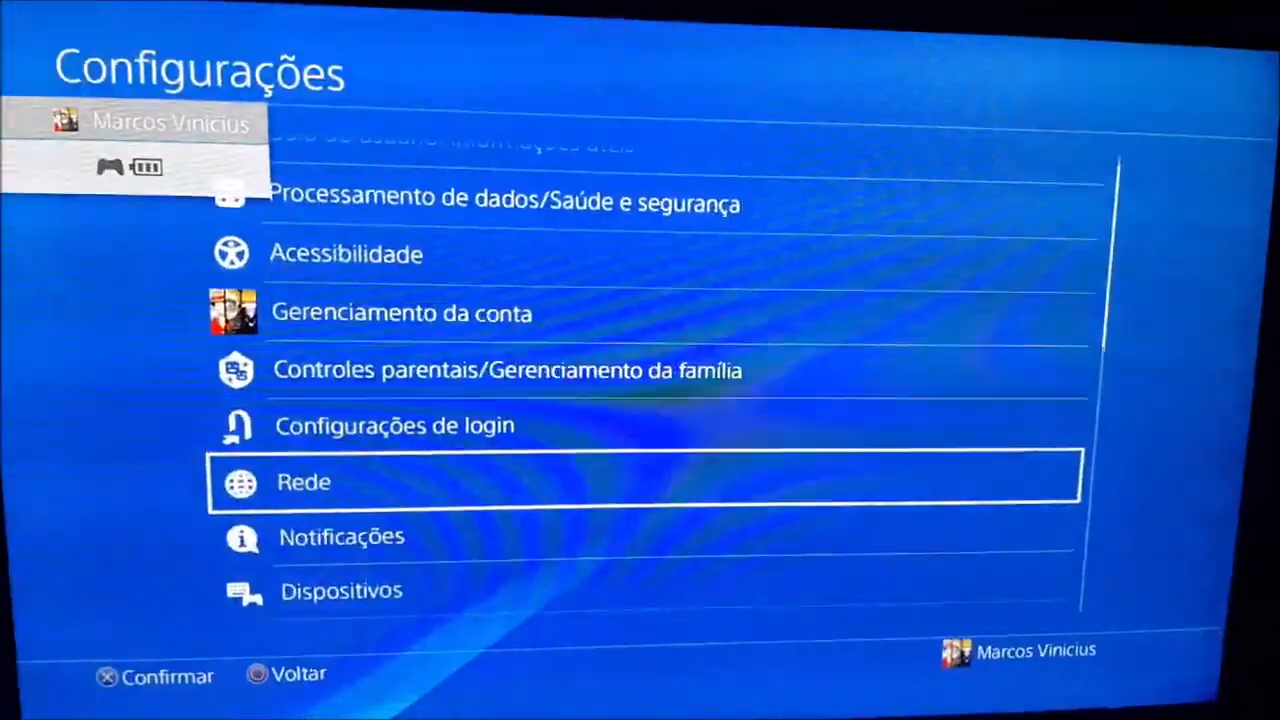 Configurações
Marcos Vinicius
Processamento de dados/Saúde e segurança
Acessibilidade
Gerenciamento da conta
Controles parentais/Gerenciamento da família
Configurações de login
Rede
Notificações
Dispositivos
Marcos Vinicius
Confirmar
Voltar